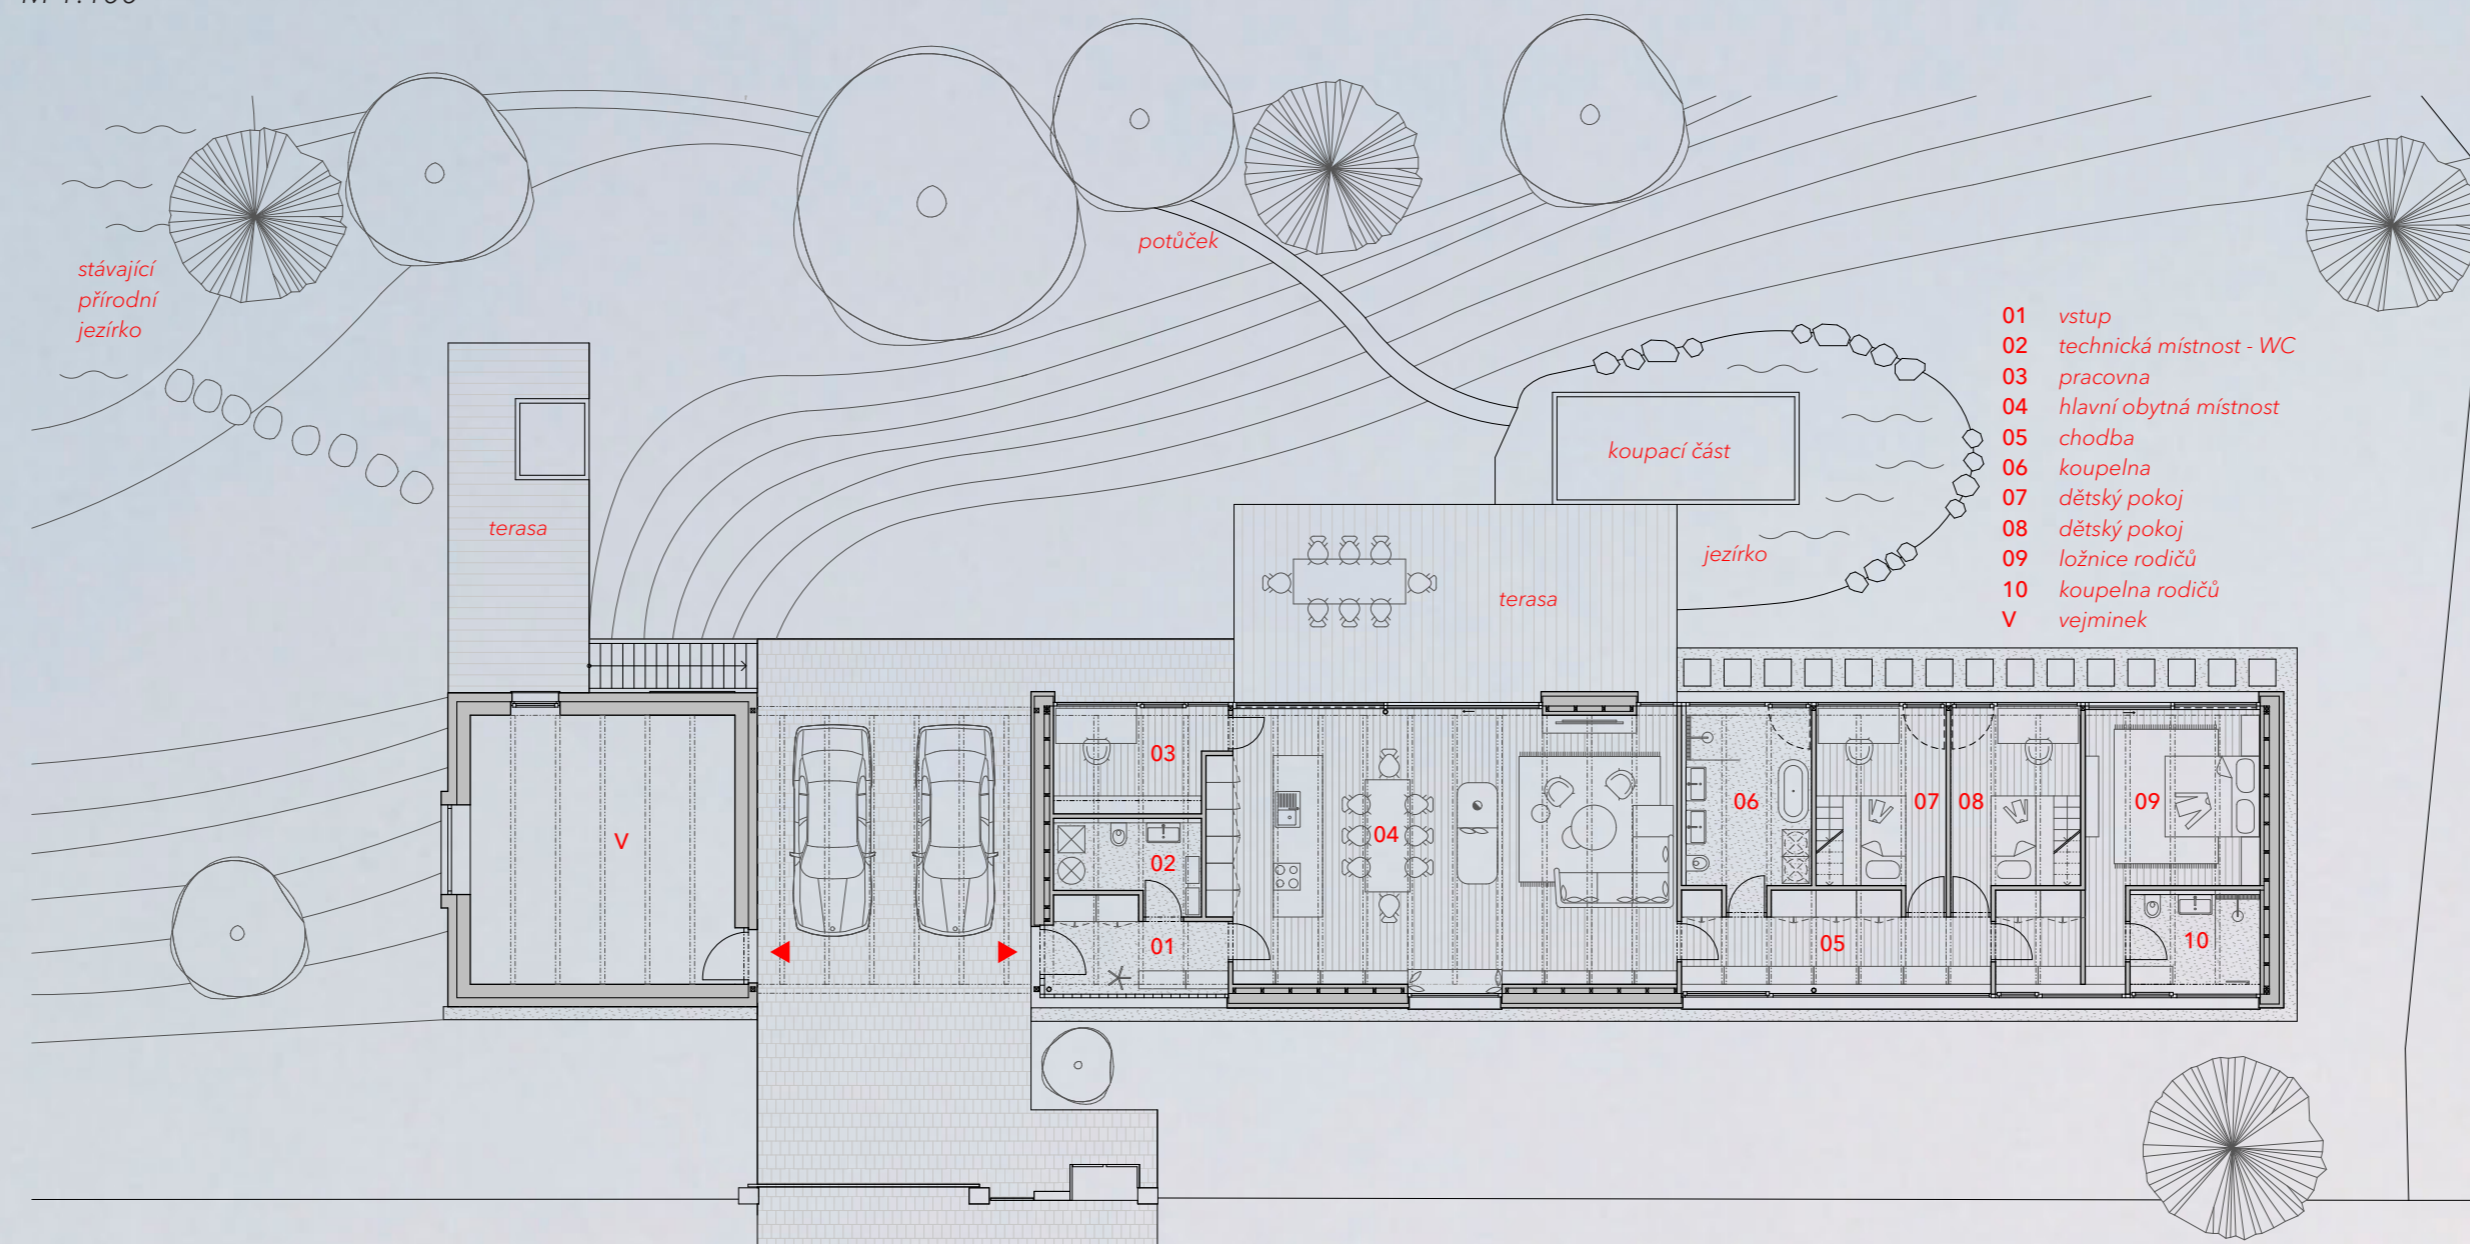 potůček
stávající
přírodní
jezírko
01 vstup
02 technická místnost - WC
03 pracovna
04 hlavní obytná místnost
05 chodba
06 koupelna
07 dětský pokoj
08 dětský pokoj
09 ložnice rodičů
10 koupelna rodičů
V vejminek
koupací část
terasa
jezírko
terasa
03
06
07
08
09
V
04
02
01
05
10